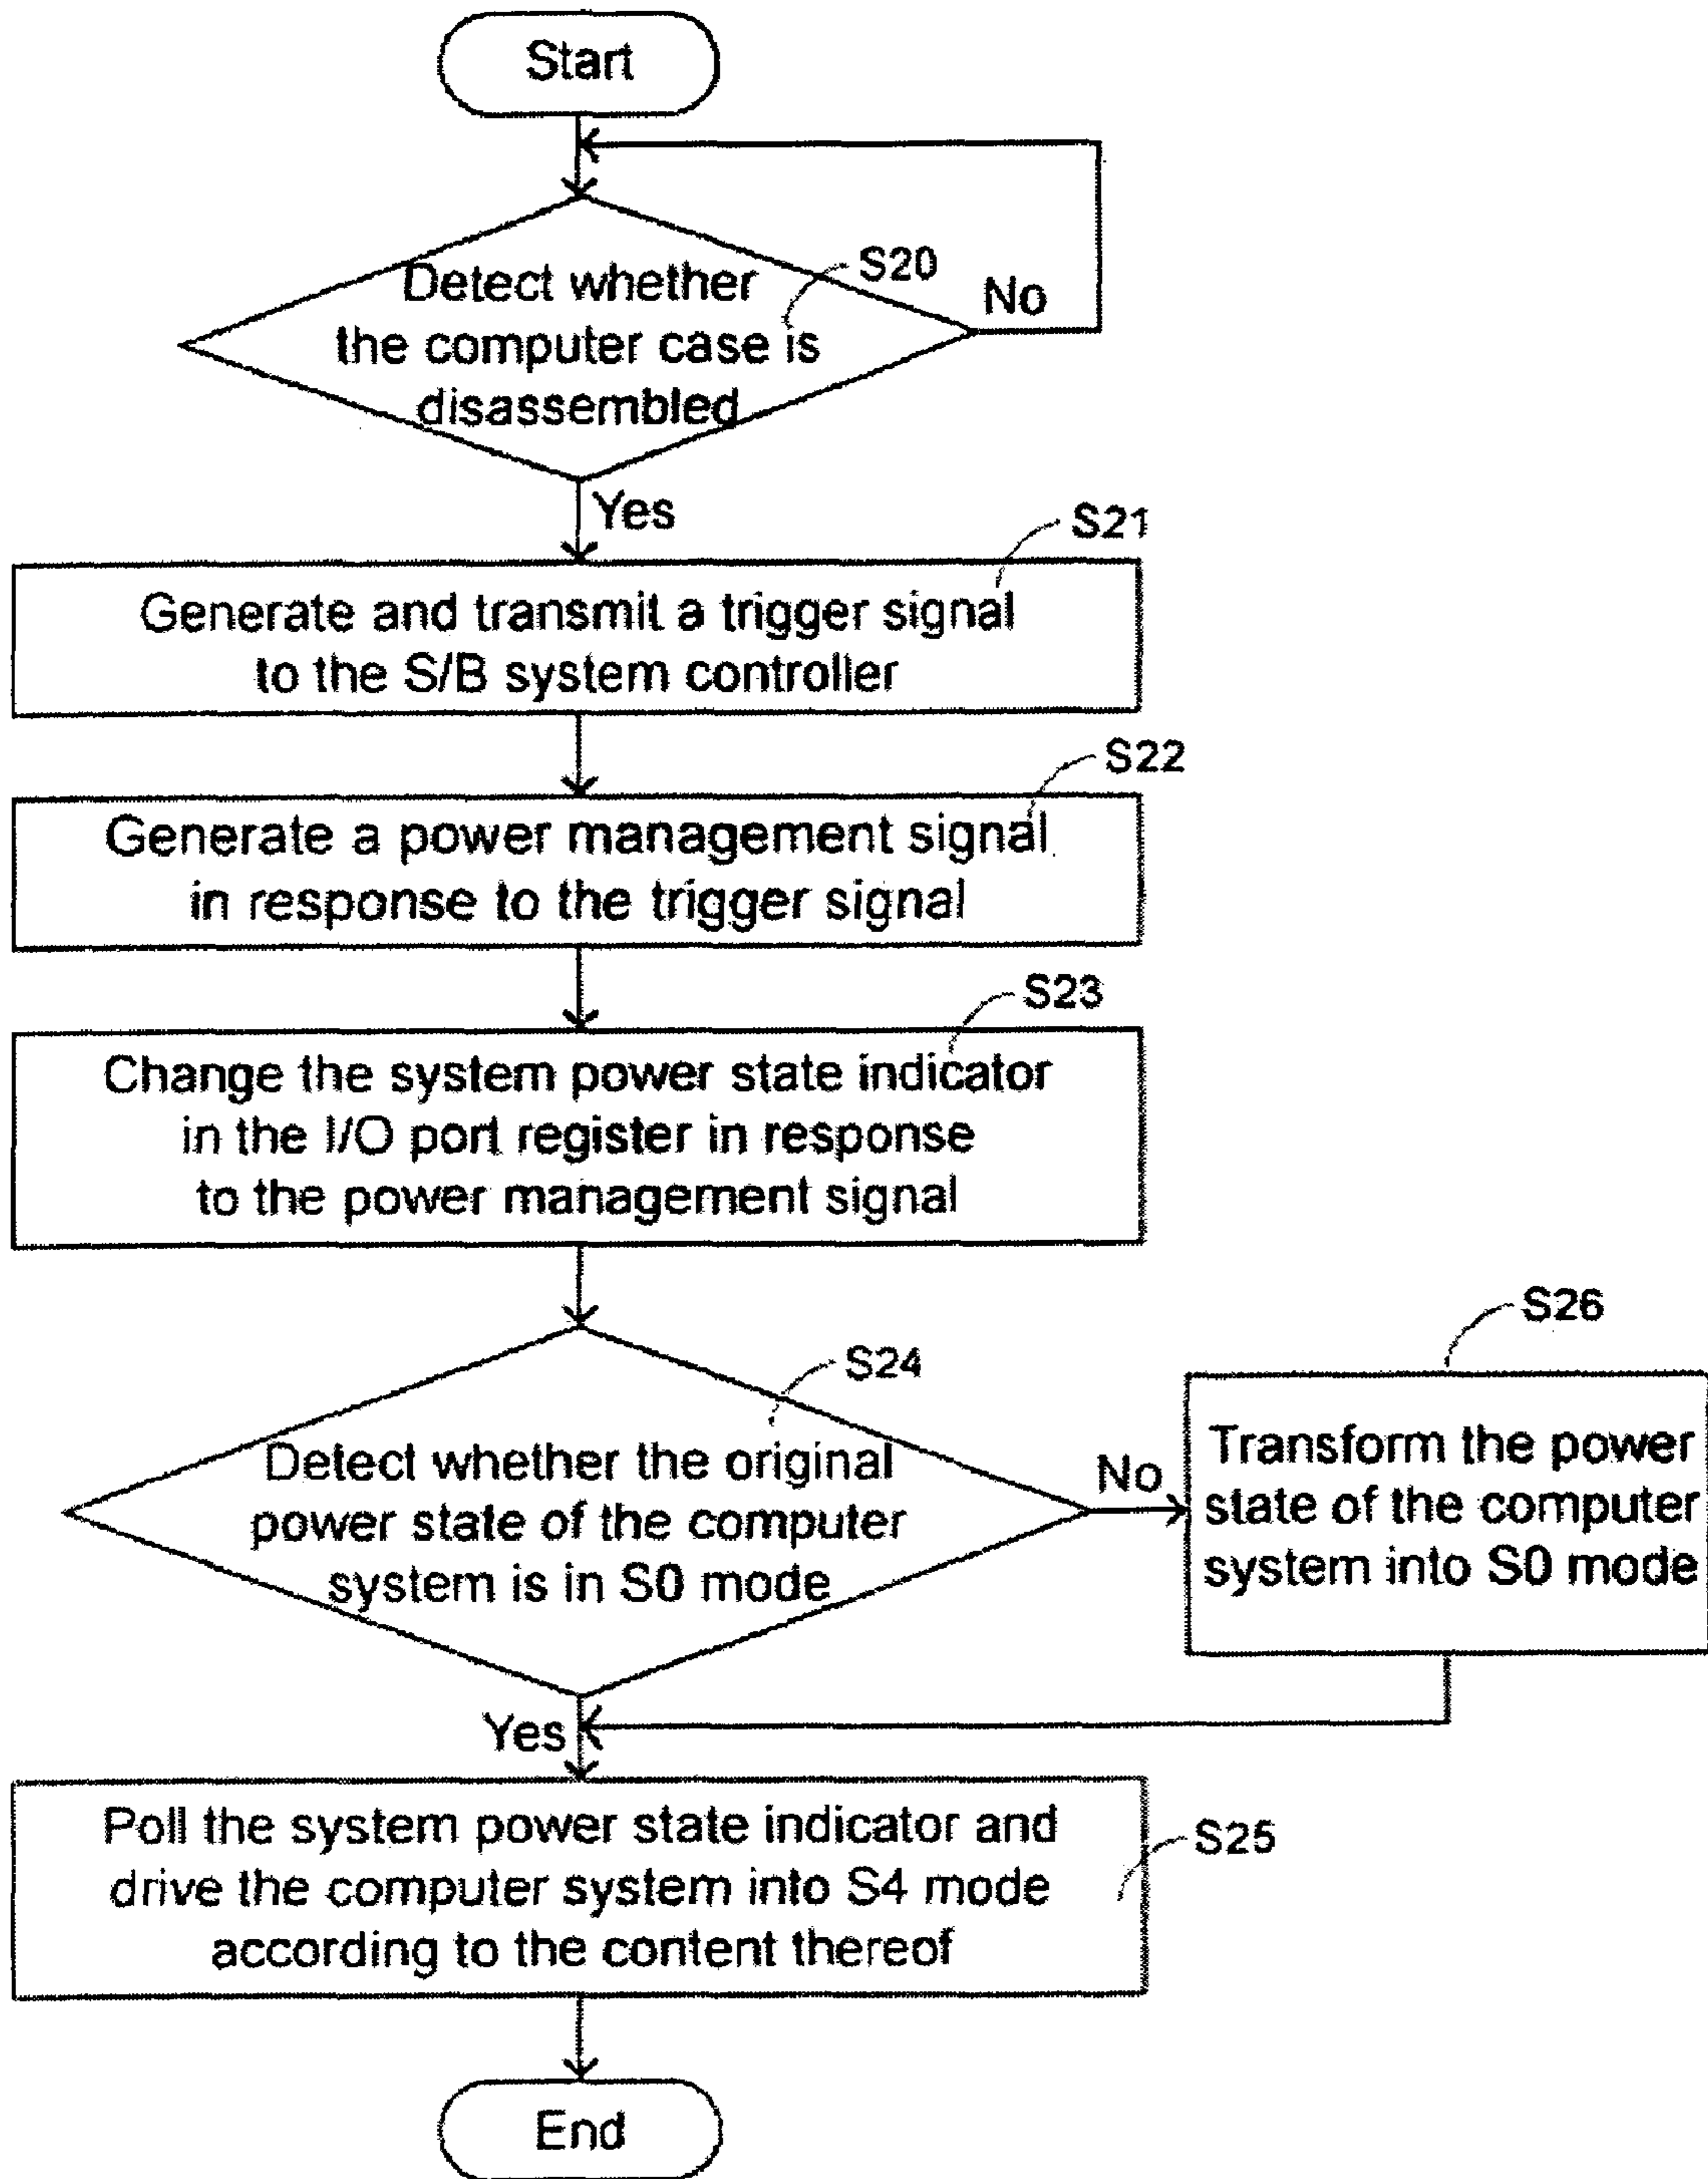 Start
Detect whether
the computer case is
disassembled
S20
No
Yes
S21
Generate and transmit a trigger signal
to the S/B system controller
S22
Generate a power management signal
in response to the trigger signal
S23
Change the system power state indicator
in the I/O port register in response
to the power management signal
S24
Detect whether the original
power state of the computer
system is in S0 mode
No
S26
Transform the power
state of the computer
system into S0 mode
Yes
Poll the system power state indicator and
drive the computer system into S4 mode
according to the content thereof
S25
End